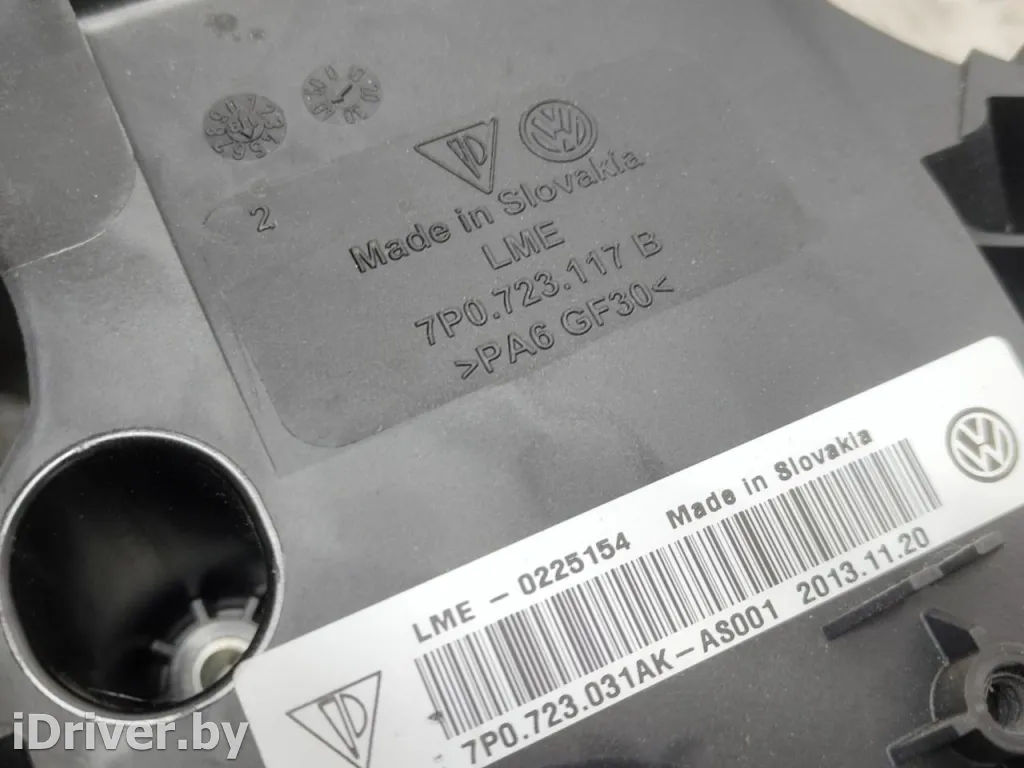 2
Made in Slovakia
LME
7P0.723.117 B
>PA6 GF30<
LME - 0225154 Made in Slovakia
7P0.723.031AK-AS001 2013.11.20
iDriver.by